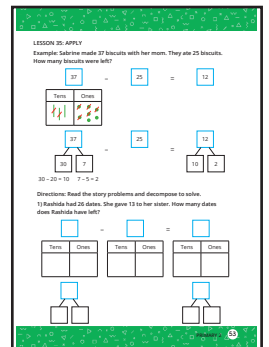 LESSON 35: APPLY
Example: Sabrine made 37 biscuits with her mom. They ate 25 biscuits.
How many biscuits were left?
37 – 25 = 12
Tens Ones
37 – 25 = 12
30 7 10 2
30 – 20 = 10 7 – 5 = 2
Directions: Read the story problems and decompose to solve.
1) Rashida had 26 dates. She gave 13 to her sister. How many dates
does Rashida have left?
– =
Tens Ones Tens Ones Tens Ones
PRIMARY 2 53